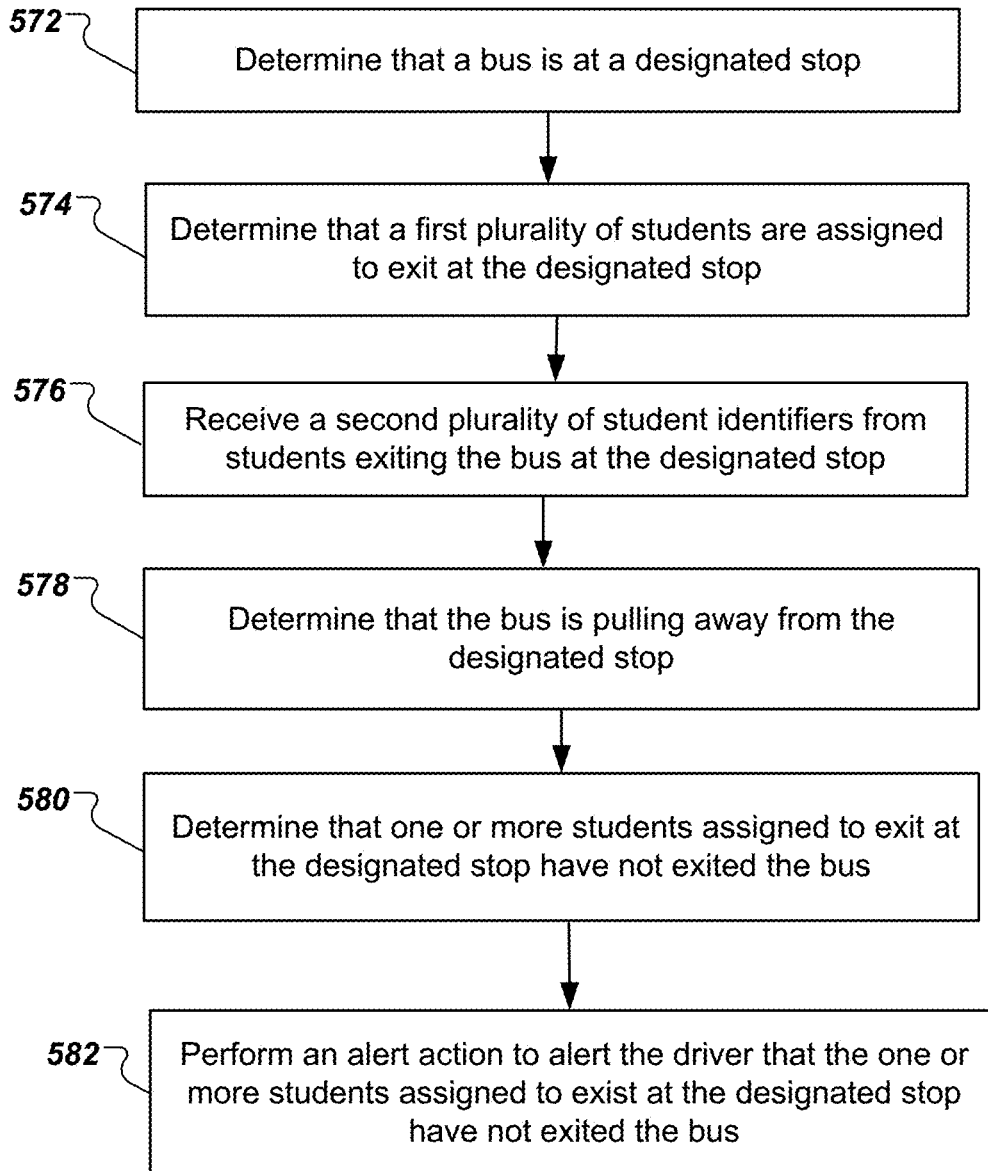 572
Determine that a bus is at a designated stop
574
Determine that a first plurality of students are assigned
to exit at the designated stop
576
Receive a second plurality of student identifiers from
students exiting the bus at the designated stop
578
Determine that the bus is pulling away from the
designated stop
580
Determine that one or more students assigned to exit at
the designated stop have not exited the bus
582
Perform an alert action to alert the driver that the one or
more students assigned to exist at the designated stop
have not exited the bus